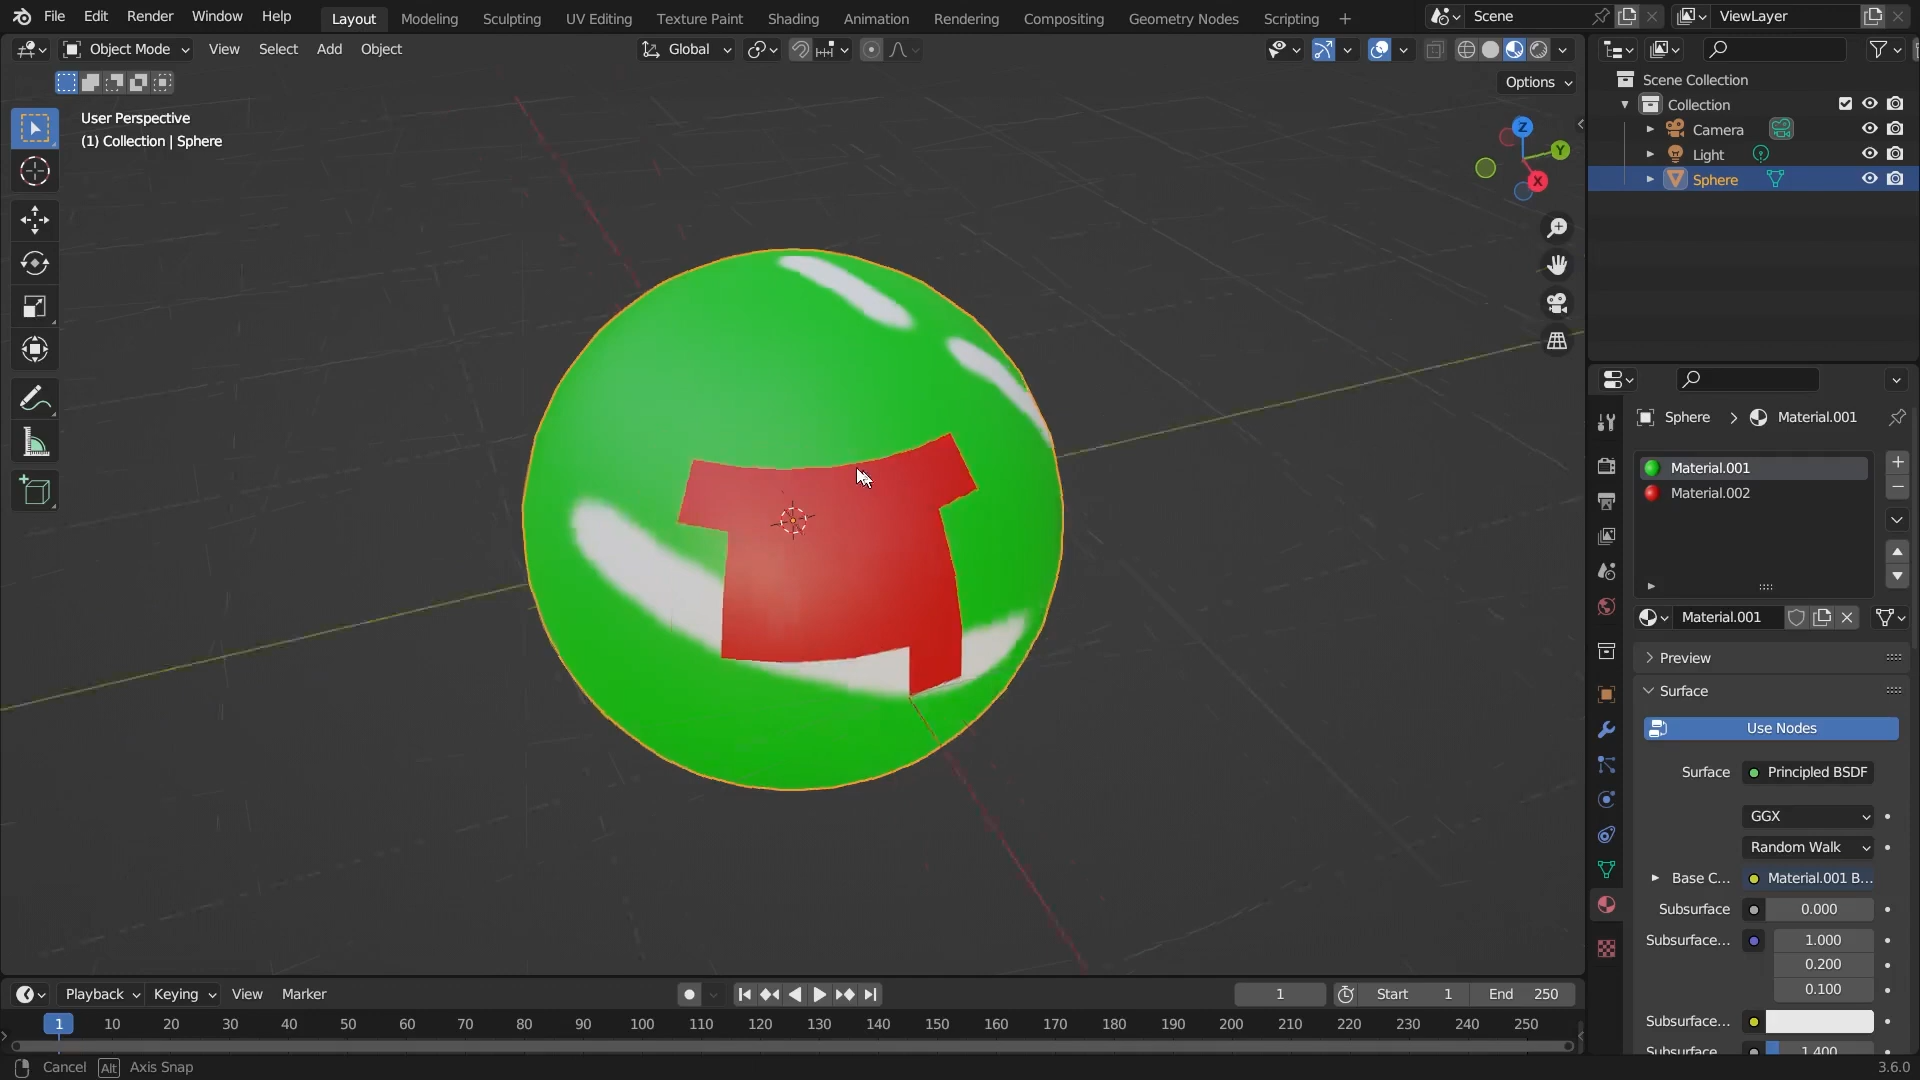 File Edit Render Window Help
Layout Modeling Sculpting UV Editing Texture Paint Shading Animation Rendering Compositing Geometry Nodes Scripting +
Scene
ViewLayer
Object Mode View Select Add Object
Global
Options
User Perspective
(1) Collection | Sphere
Z
Y
X
Scene Collection
Collection
Camera
Light
Sphere
Sphere > Material.001
Material.001
Material.002
Material.001
Preview
Surface
Use Nodes
Surface Principled BSDF
GGX
Random Walk
Base C... Material.001 B...
Subsurface 0.000
Subsurface... 1.000
0.200
0.100
Subsurface...
Subsurface 1.400
Playback Keying View Marker
1 Start 1 End 250
1 10 20 30 40 50 60 70 80 90 100 110 120 130 140 150 160 170 180 190 200 210 220 230 240 250
Cancel Alt Axis Snap
3.6.0